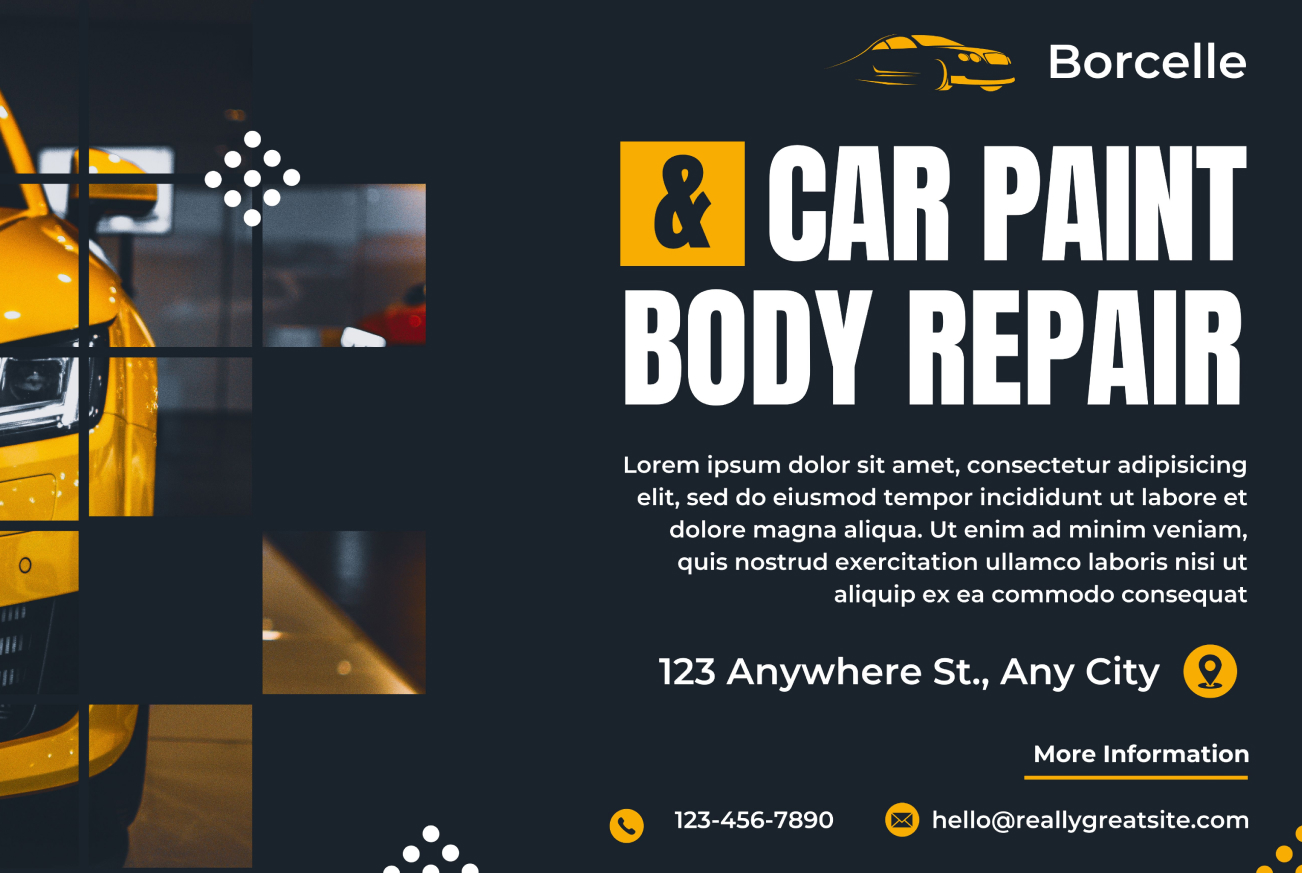 Borcelle
& CAR PAINT
BODY REPAIR
Lorem ipsum dolor sit amet, consectetur adipisicing
elit, sed do eiusmod tempor incididunt ut labore et
dolore magna aliqua. Ut enim ad minim veniam,
quis nostrud exercitation ullamco laboris nisi ut
aliquip ex ea commodo consequat
123 Anywhere St., Any City
More Information
123-456-7890 hello@reallygreatsite.com